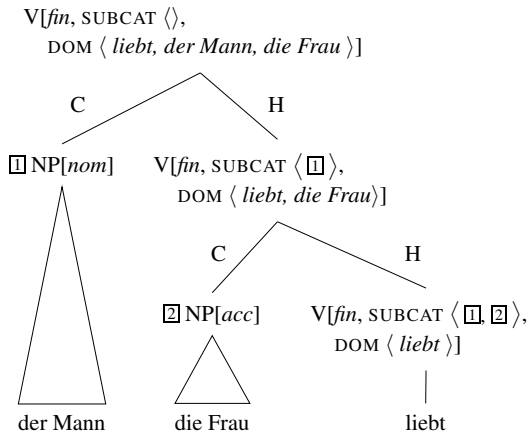 V[fin, SUBCAT ⟨⟩,
DOM ⟨ liebt, der Mann, die Frau ⟩]
C H
1 NP[nom] V[fin, SUBCAT ⟨ 1 ⟩,
DOM ⟨ liebt, die Frau⟩]
C H
2 NP[acc] V[fin, SUBCAT ⟨ 1, 2 ⟩,
DOM ⟨ liebt ⟩]
der Mann die Frau liebt